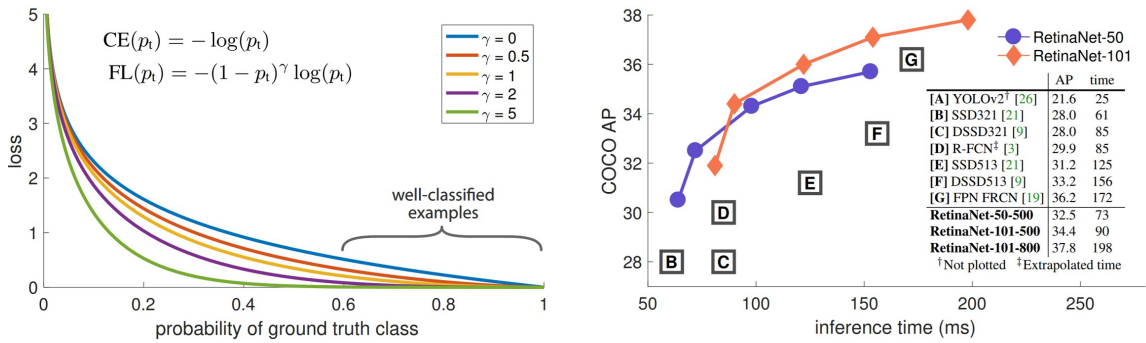 5
4
3
2
1
0
loss
CE(pₜ) = − log(pₜ)
FL(pₜ) = −(1 − pₜ)^γ log(pₜ)
γ = 0
γ = 0.5
γ = 1
γ = 2
γ = 5
well-classified
examples
0 0.2 0.4 0.6 0.8 1
probability of ground truth class
38
36
34
32
30
28
COCO AP
B
C
D
E
F
G
RetinaNet-50
RetinaNet-101
AP time
[A] YOLOv2† [26] 21.6 25
[B] SSD321 [21] 28.0 61
[C] DSSD321 [9] 28.0 85
[D] R-FCN‡ [3] 29.9 85
[E] SSD513 [21] 31.2 125
[F] DSSD513 [9] 33.2 156
[G] FPN FRCN [19] 36.2 172
RetinaNet-50-500 32.5 73
RetinaNet-101-500 34.4 90
RetinaNet-101-800 37.8 198
†Not plotted ‡Extrapolated time
50 100 150 200 250
inference time (ms)